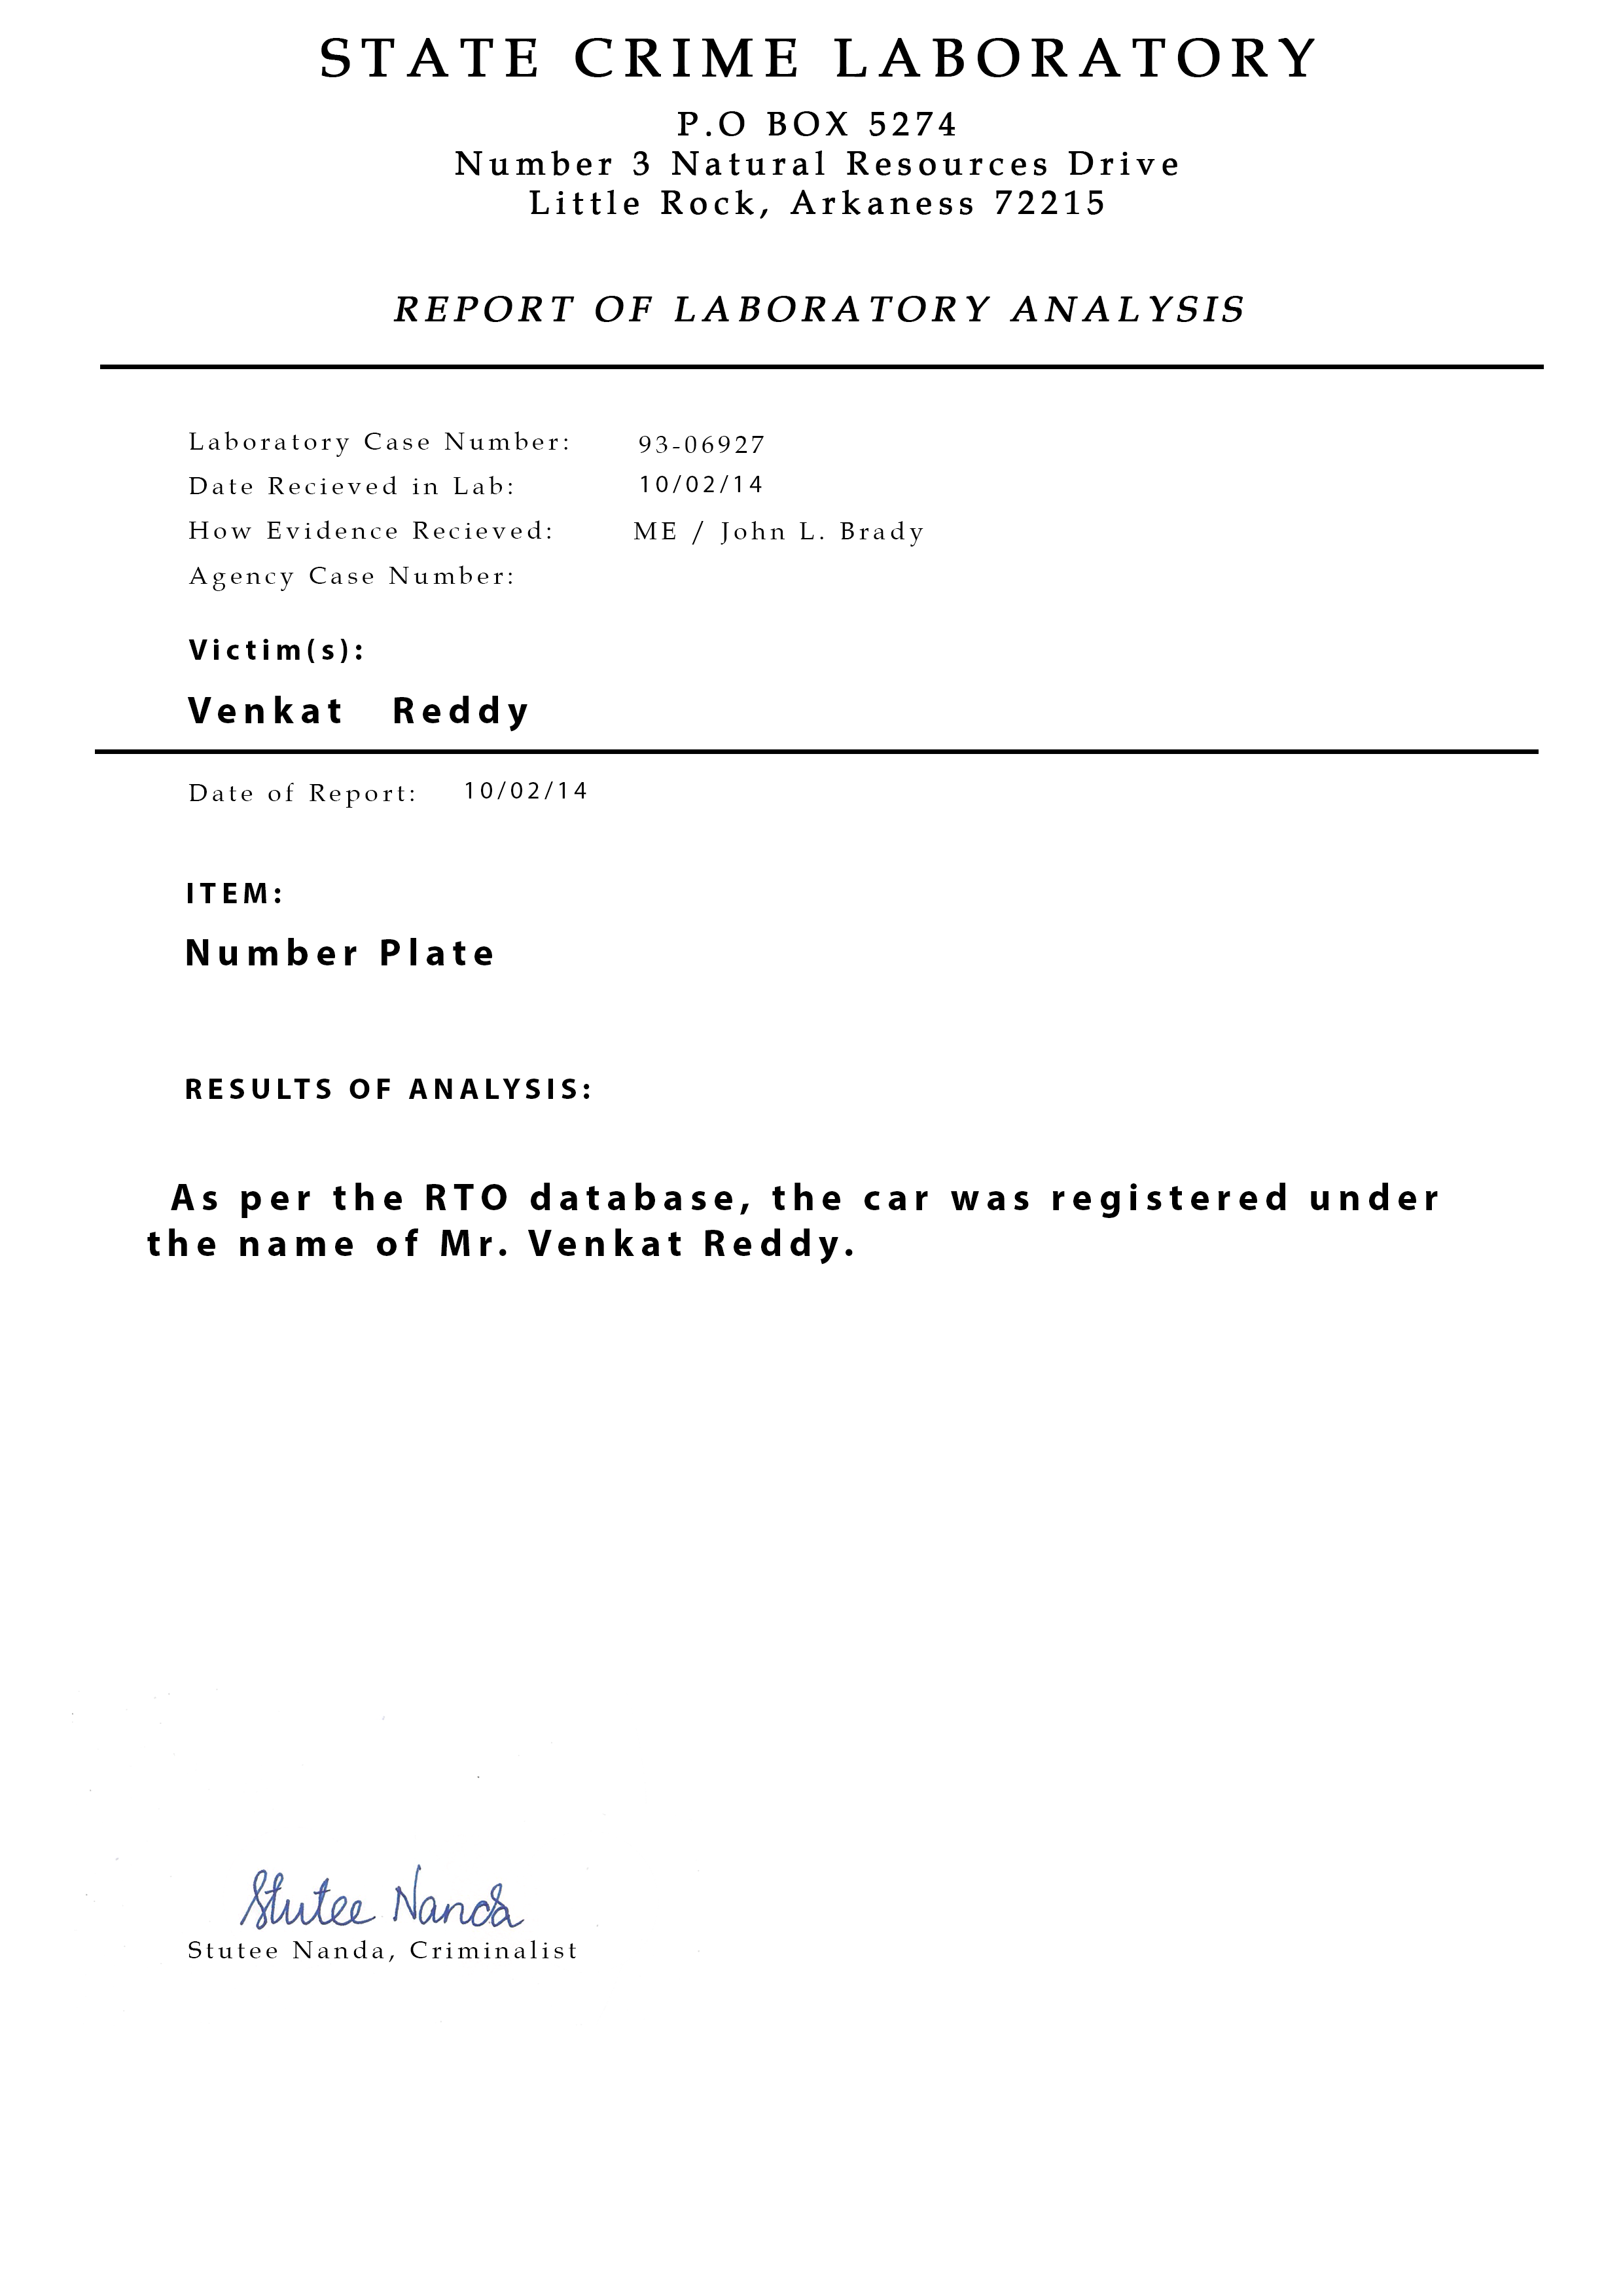 STATE CRIME LABORATORY
P.O BOX 5274
Number 3 Natural Resources Drive
Little Rock, Arkaness 72215
REPORT OF LABORATORY ANALYSIS
Laboratory Case Number: 93-06927
Date Recieved in Lab: 10/02/14
How Evidence Recieved: ME / John L. Brady
Agency Case Number:
Victim(s):
Venkat Reddy
Date of Report: 10/02/14
ITEM:
Number Plate
RESULTS OF ANALYSIS:
As per the RTO database, the car was registered under
the name of Mr. Venkat Reddy.
Stutee Nanda
Stutee Nanda, Criminalist